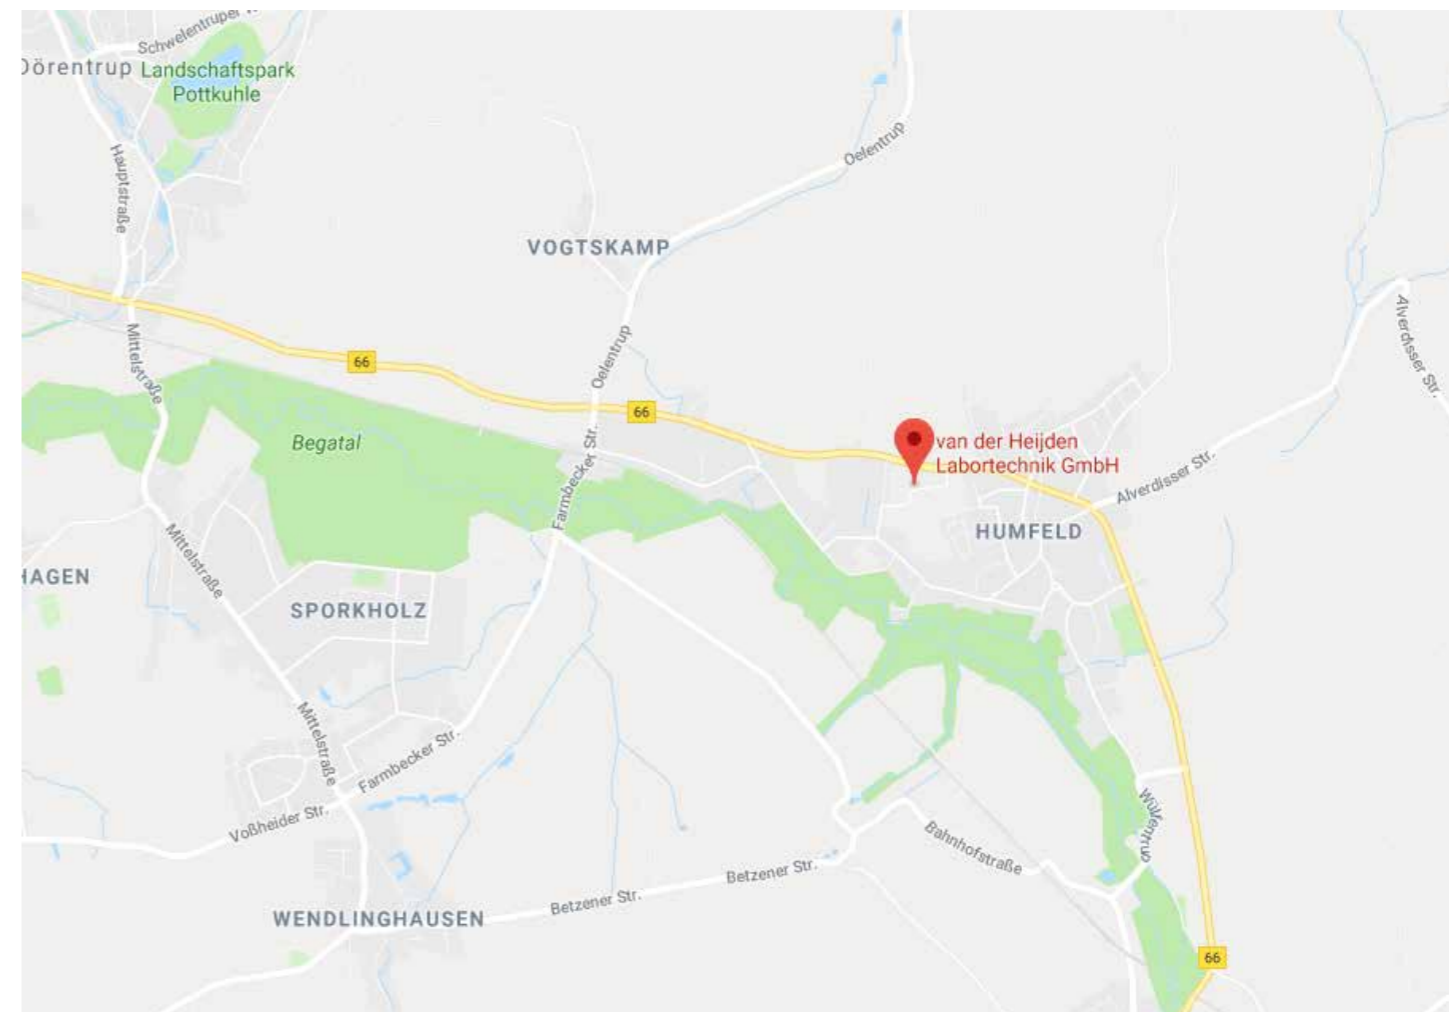 Schwelentruper
Dörentrup
Landschaftspark
Pottkuhle
Hauptstraße
Oelentrup
VOGTSKAMP
Mittelstraße
Oelentrup
Alverdisser Str.
66
66
Begatal
Farmbecker Str.
van der Heijden
Labortechnik GmbH
Alverdisser Str.
HUMFELD
Mittelstraße
HAGEN
SPORKHOLZ
Mittelstraße
Farmbecker Str.
Voßheider Str.
Wülfentrup
Bahnhofstraße
Betzener Str.
Betzener Str.
WENDLINGHAUSEN
66